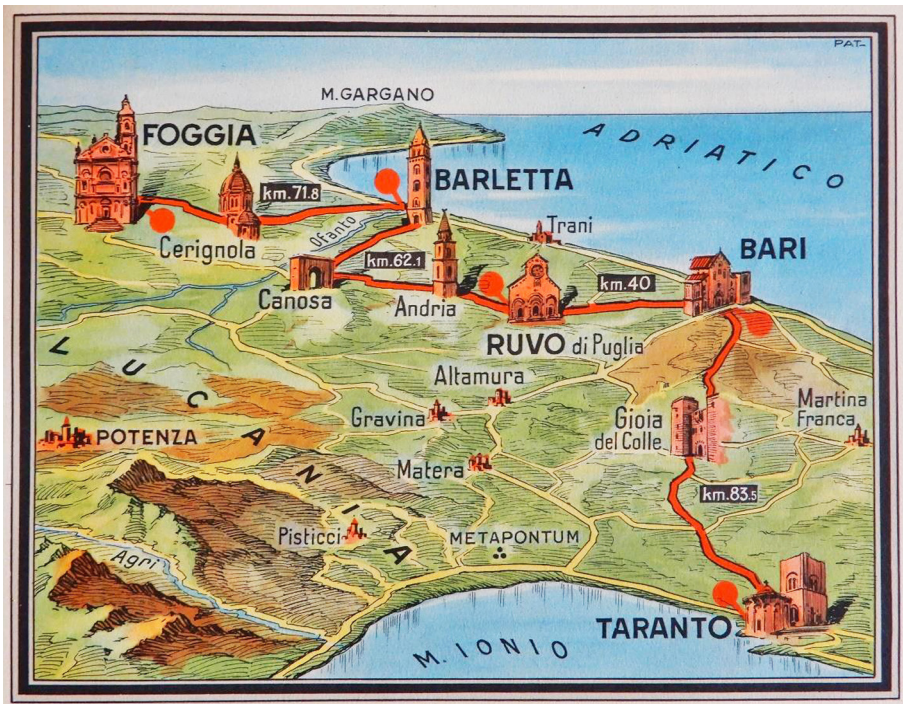 PAT-
M.GARGANO
ADRIATICO
FOGGIA
BARLETTA
km.71.8
Cerignola
Ofanto
Trani
BARI
km.62.1
km.40
Canosa
Andria
RUVO di Puglia
LUCANIA
Altamura
Gravina
Gioia
del Colle
Martina
Franca
POTENZA
Matera
km.83.5
Pisticci
METAPONTUM
Agri
TARANTO
M. IONIO